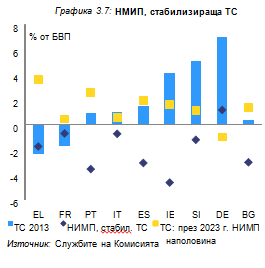 Графика 3.7: НМИП, стабилизираща ТС
% от БВП
8
6
4
2
0
-2
-4
-6
EL FR PT IT ES IE SI DE BG
ТС 2013 НМИП, стабил. ТС ТС: през 2023 г. НМИП наполовина
Източник: Службите на Комисията